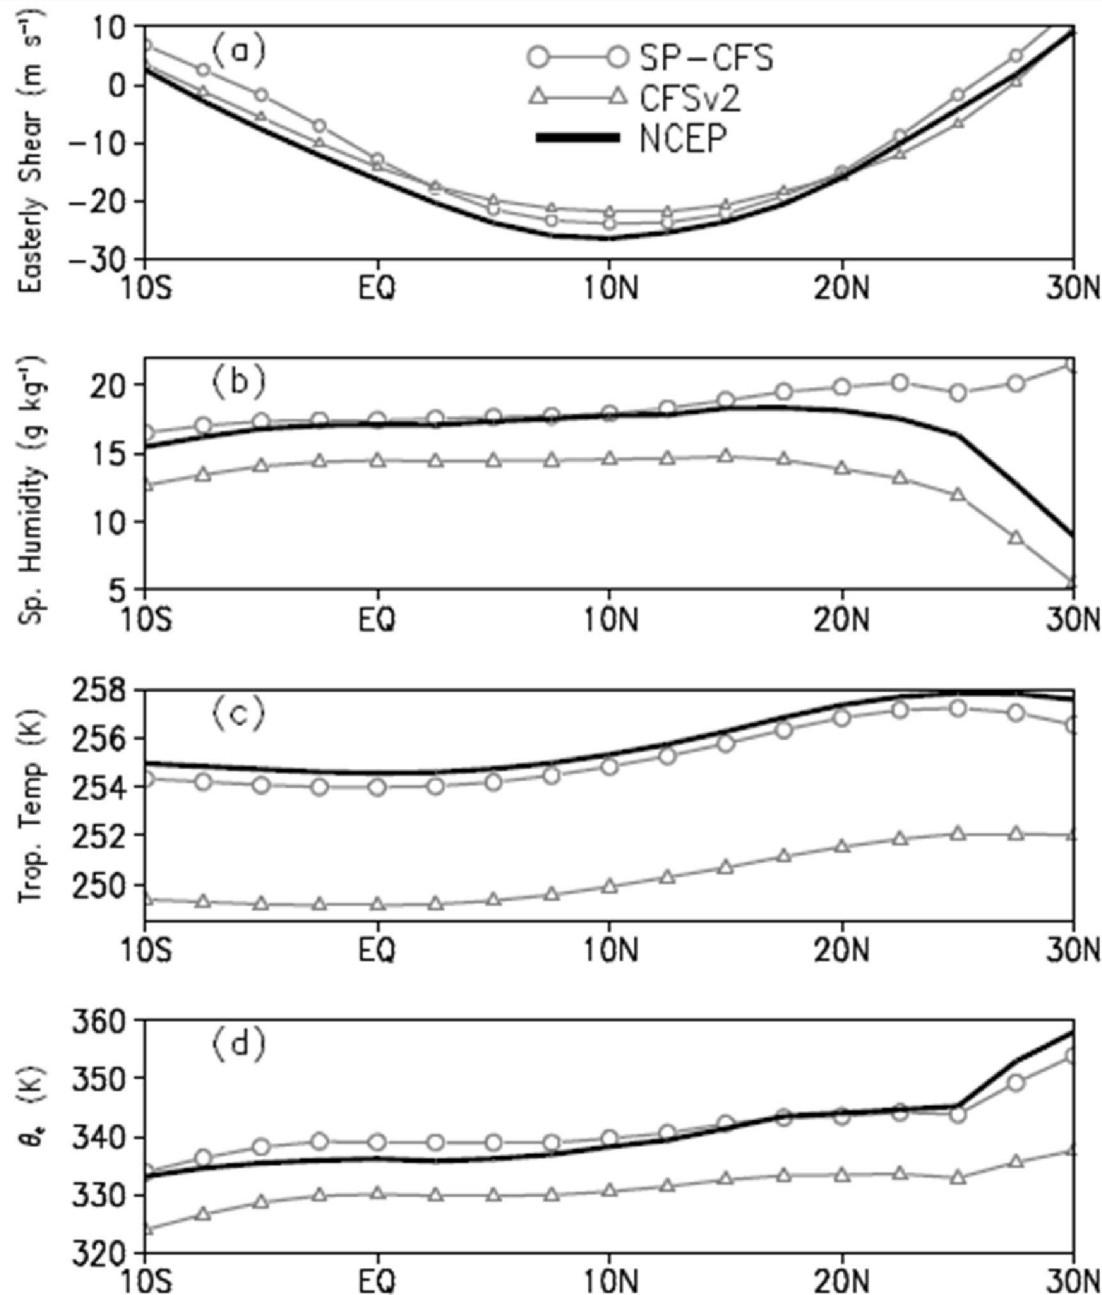 Easterly Shear (m s⁻¹)
10
0
−10
−20
−30
(a)
SP−CFS
CFSv2
NCEP
10S EQ 10N 20N 30N
Sp. Humidity (g kg⁻¹)
20
15
10
5
(b)
10S EQ 10N 20N 30N
Trop. Temp (K)
258
256
254
252
250
(c)
10S EQ 10N 20N 30N
θₑ (K)
360
350
340
330
320
(d)
10S EQ 10N 20N 30N